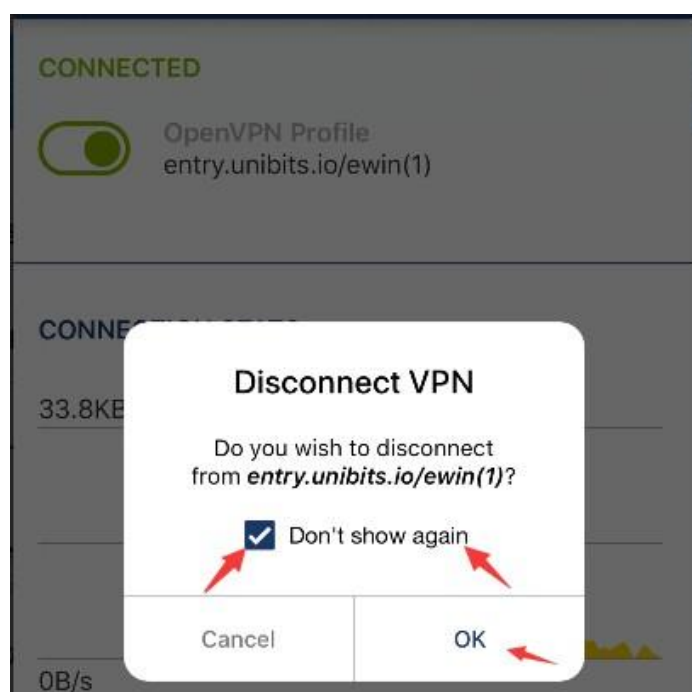 CONNECTED
OpenVPN Profile
entry.unibits.io/ewin(1)
CONNE
Disconnect VPN
33.8KB
Do you wish to disconnect
from entry.unibits.io/ewin(1)?
Don't show again
Cancel
OK
0B/s